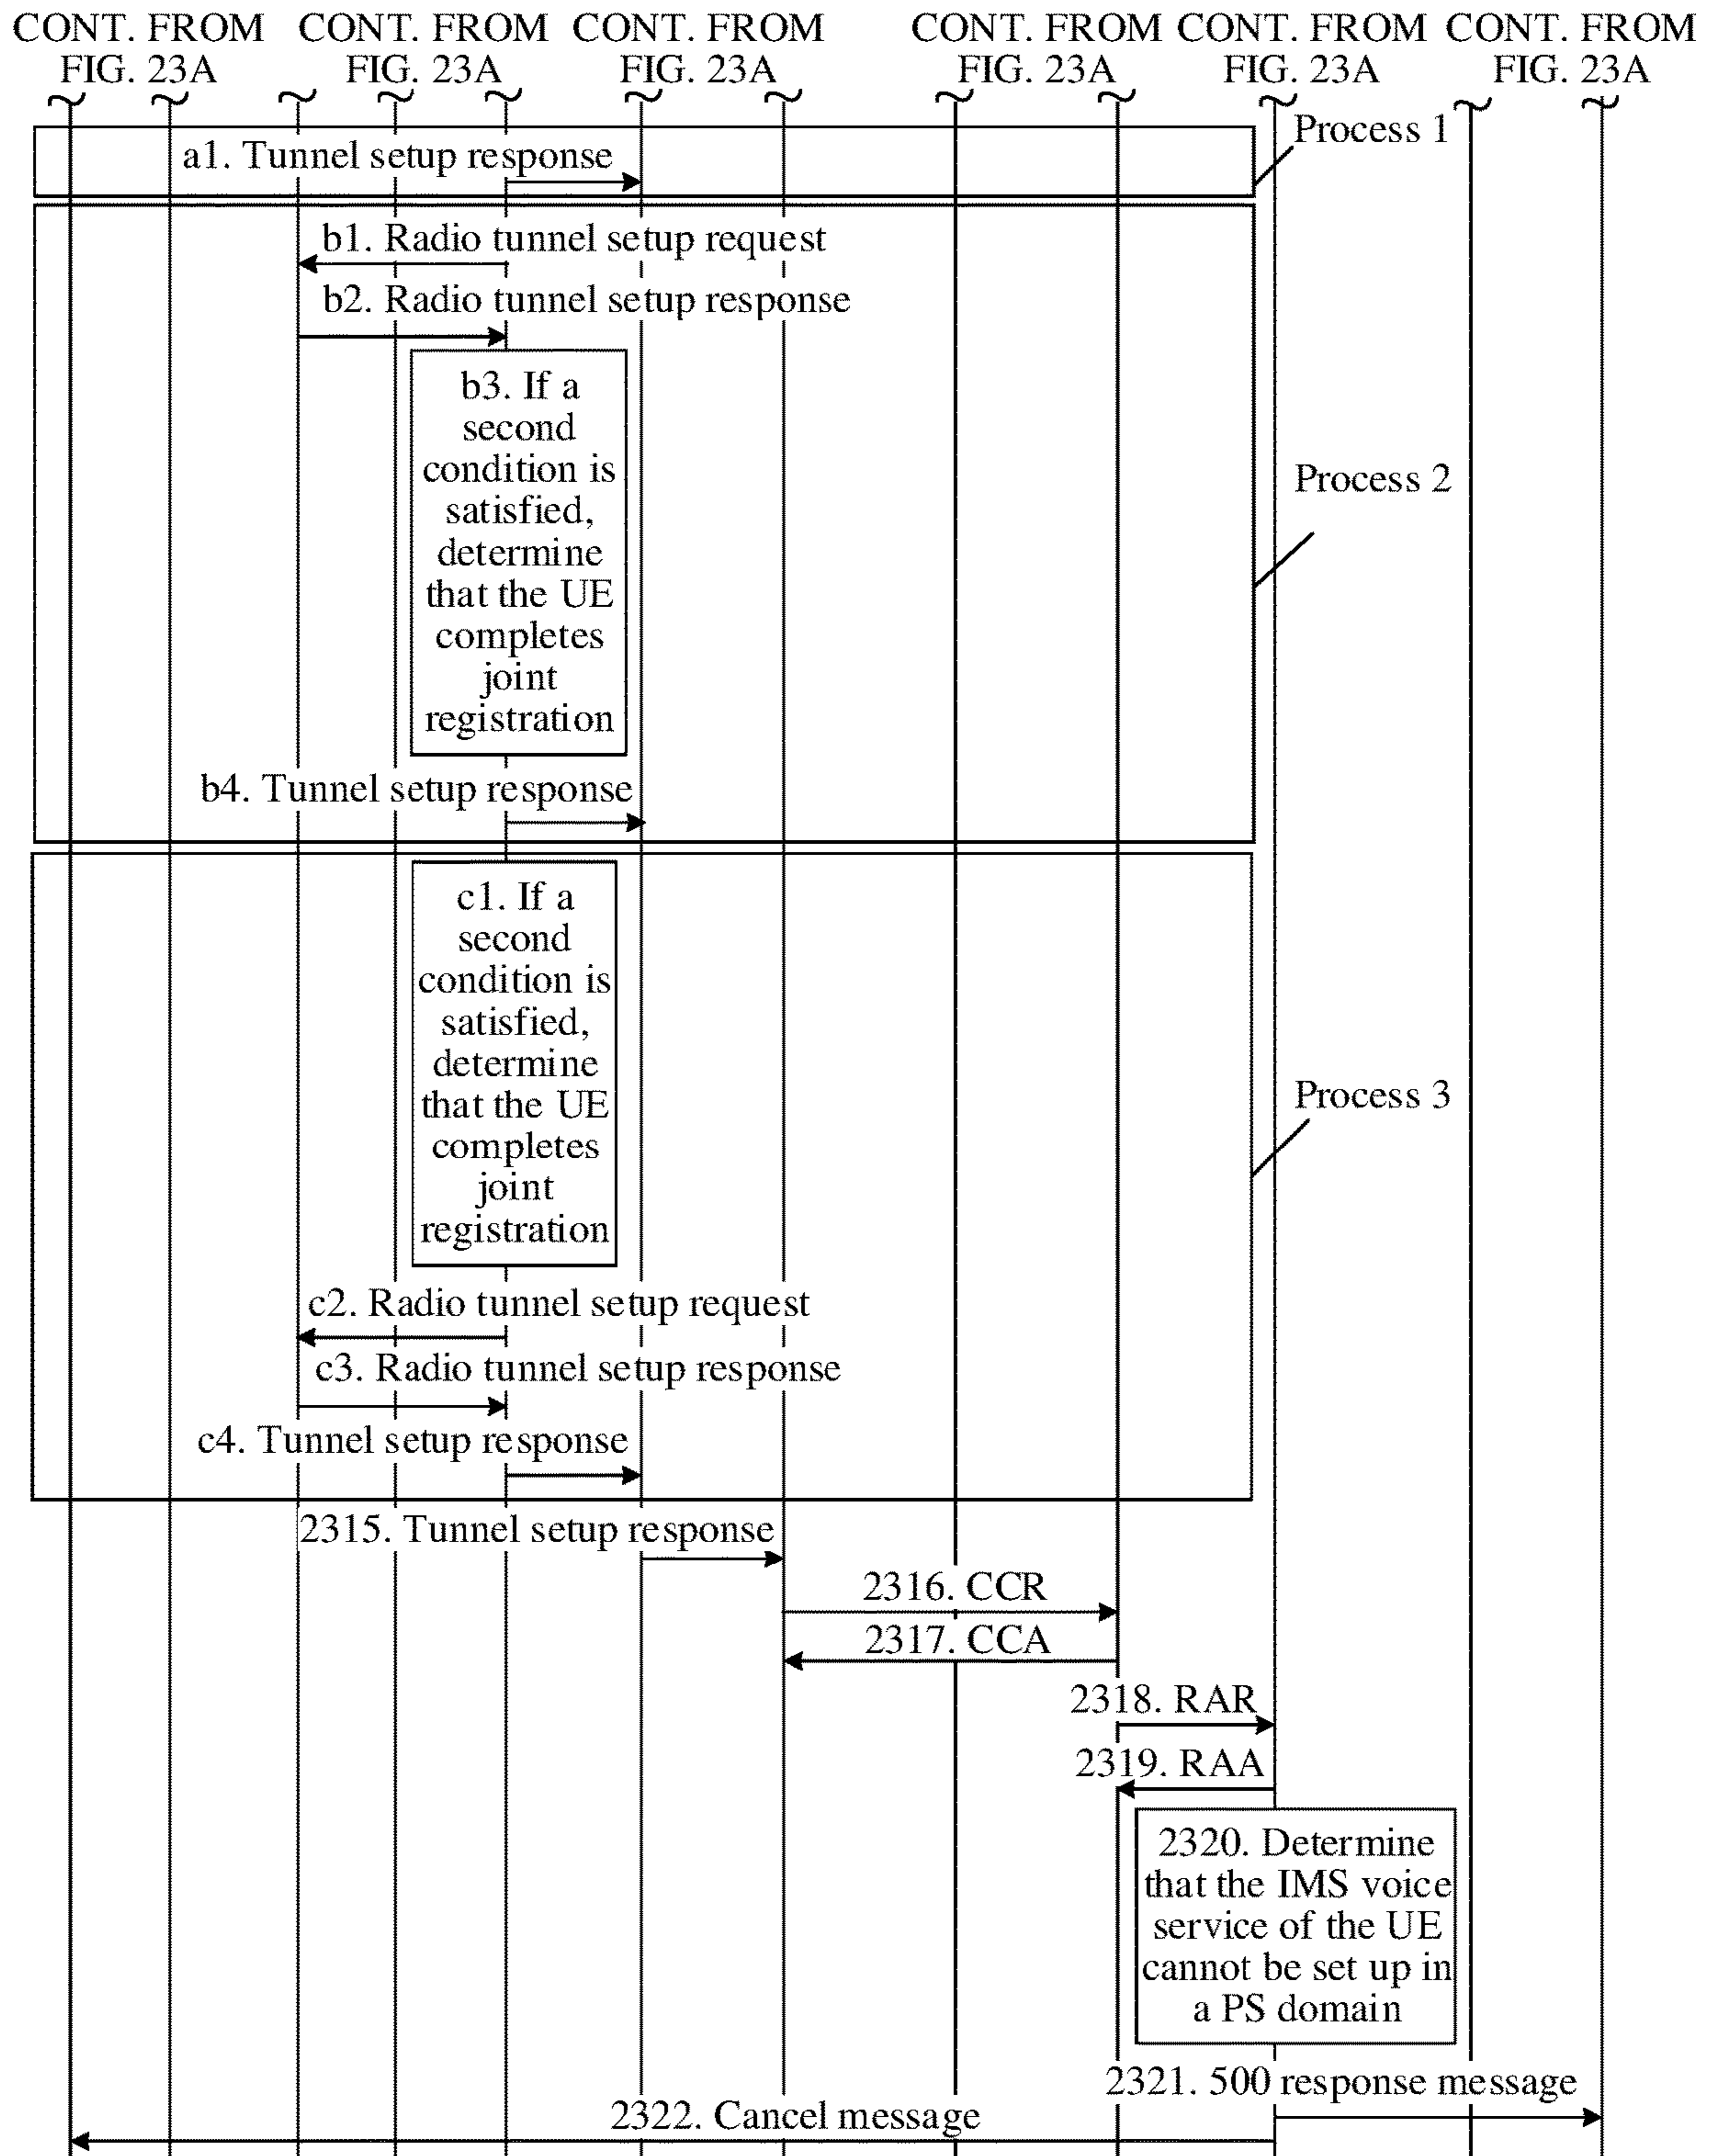 CONT. FROM CONT. FROM CONT. FROM CONT. FROM CONT. FROM CONT. FROM
FIG. 23A FIG. 23A FIG. 23A FIG. 23A FIG. 23A FIG. 23A
Process 1
a1. Tunnel setup response
b1. Radio tunnel setup request
b2. Radio tunnel setup response
b3. If a
second
condition is
satisfied,
determine
that the UE
completes
joint
registration
Process 2
b4. Tunnel setup response
c1. If a
second
condition is
satisfied,
determine
that the UE
completes
joint
registration
Process 3
c2. Radio tunnel setup request
c3. Radio tunnel setup response
c4. Tunnel setup response
2315. Tunnel setup response
2316. CCR
2317. CCA
2318. RAR
2319. RAA
2320. Determine
that the IMS voice
service of the UE
cannot be set up in
a PS domain
2321. 500 response message
2322. Cancel message